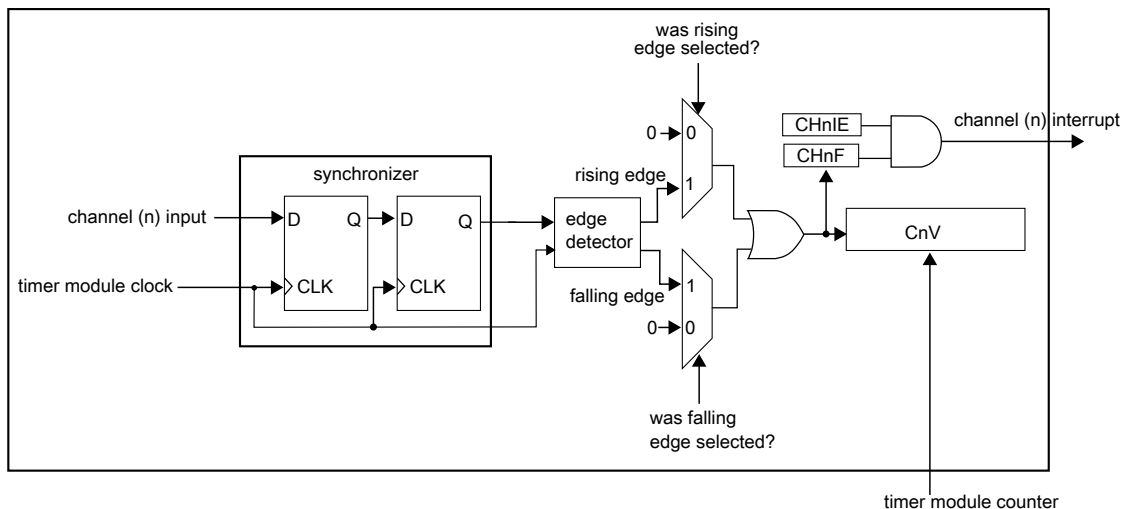 was rising
edge selected?
0
0
CHnIE
channel (n) interrupt
CHnF
synchronizer
rising edge
1
channel (n) input
D
Q
D
Q
edge
detector
CnV
timer module clock
CLK
CLK
falling edge
1
0
0
was falling
edge selected?
timer module counter